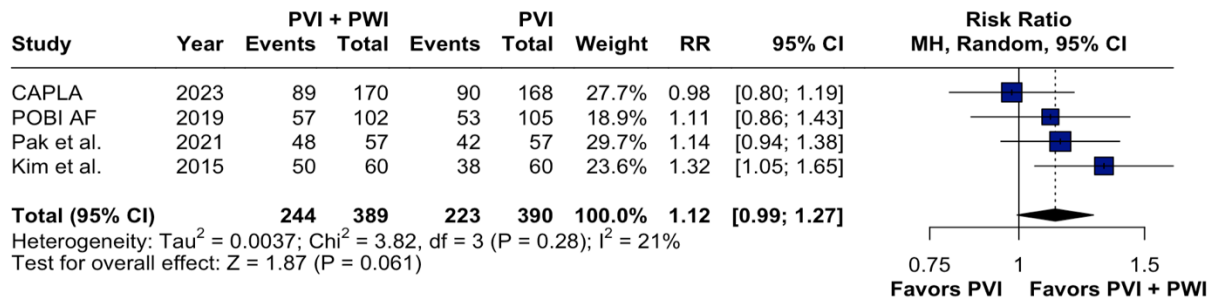 PVI + PWI PVI Risk Ratio
Study Year Events Total Events Total Weight RR 95% CI MH, Random, 95% CI
CAPLA 2023 89 170 90 168 27.7% 0.98 [0.80; 1.19]
POBI AF 2019 57 102 53 105 18.9% 1.11 [0.86; 1.43]
Pak et al. 2021 48 57 42 57 29.7% 1.14 [0.94; 1.38]
Kim et al. 2015 50 60 38 60 23.6% 1.32 [1.05; 1.65]
Total (95% CI) 244 389 223 390 100.0% 1.12 [0.99; 1.27]
Heterogeneity: Tau² = 0.0037; Chi² = 3.82, df = 3 (P = 0.28); I² = 21%
Test for overall effect: Z = 1.87 (P = 0.061)
0.75 1 1.5
Favors PVI Favors PVI + PWI